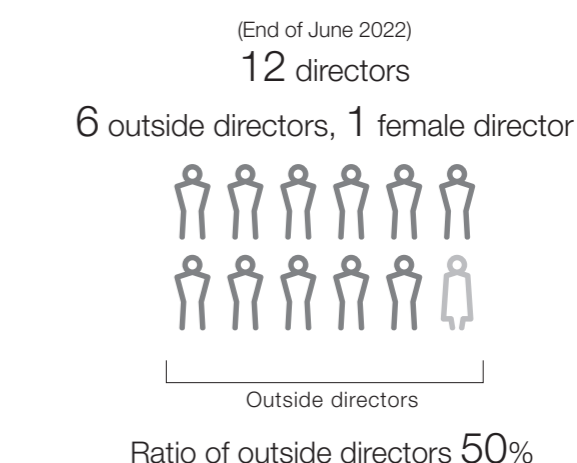 (End of June 2022)
12 directors
6 outside directors, 1 female director
Outside directors
Ratio of outside directors 50%